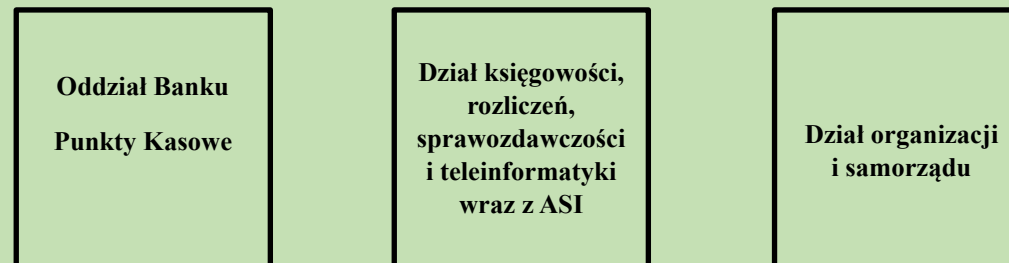 Oddział Banku
Punkty Kasowe
Dział księgowości,
rozliczeń,
sprawozdawczości
i teleinformatyki
wraz z ASI
Dział organizacji
i samorządu